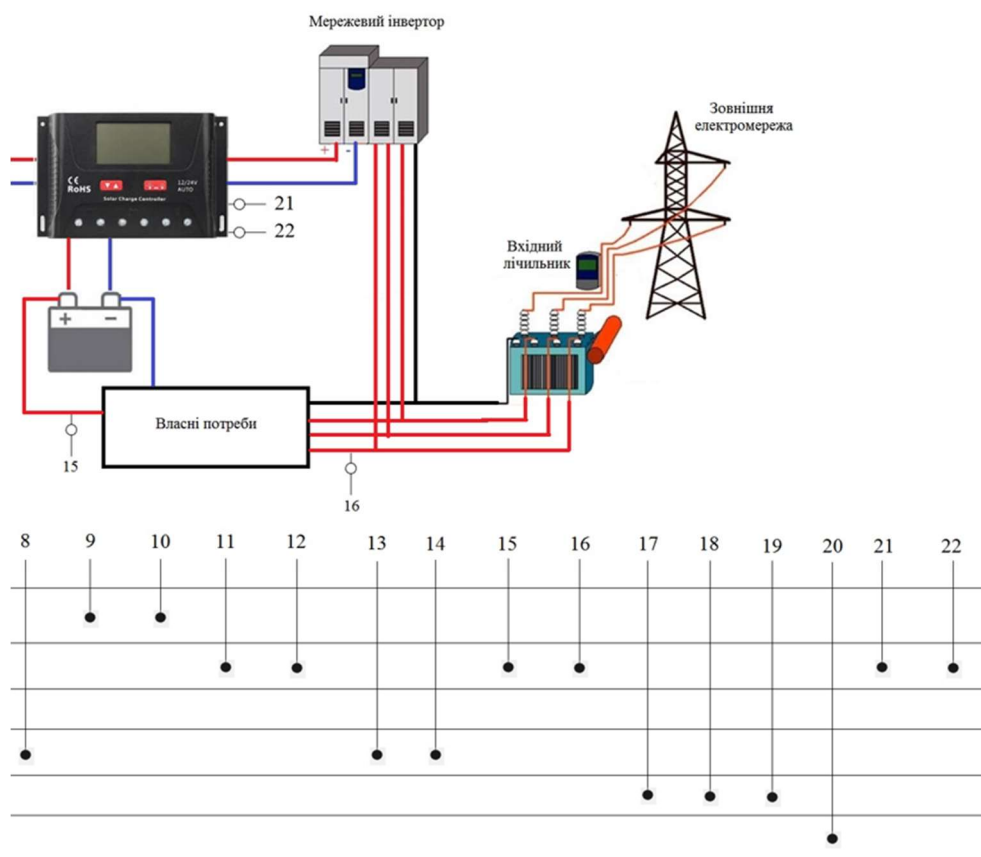 Мережевий інвертор
Зовнішня
електромережа
+ -
CE
RoHS
12/24V
AUTO
Solar Charge Controller
21
22
Вхідний
лічильник
+ −
Власні потреби
15
16
8 9 10 11 12 13 14 15 16 17 18 19 20 21 22